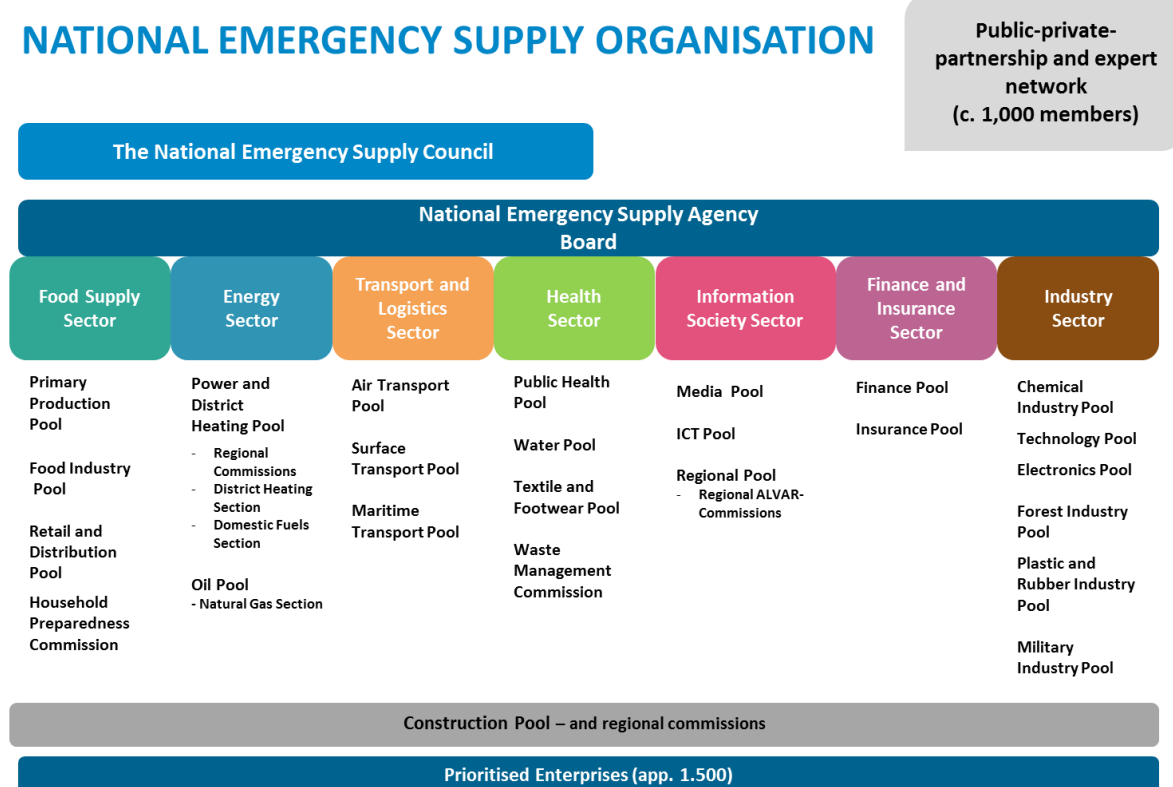 NATIONAL EMERGENCY SUPPLY ORGANISATION
Public-private-
partnership and expert
network
(c. 1,000 members)
The National Emergency Supply Council
National Emergency Supply Agency
Board
Food Supply
Sector
Energy
Sector
Transport and
Logistics
Sector
Health
Sector
Information
Society Sector
Finance and
Insurance
Sector
Industry
Sector
Primary
Production
Pool
Food Industry
Pool
Retail and
Distribution
Pool
Household
Preparedness
Commission
Power and
District
Heating Pool
- Regional
Commissions
- District Heating
Section
- Domestic Fuels
Section
Oil Pool
- Natural Gas Section
Air Transport
Pool
Surface
Transport Pool
Maritime
Transport Pool
Public Health
Pool
Water Pool
Textile and
Footwear Pool
Waste
Management
Commission
Media Pool
ICT Pool
Regional Pool
- Regional ALVAR-
Commissions
Finance Pool
Insurance Pool
Chemical
Industry Pool
Technology Pool
Electronics Pool
Forest Industry
Pool
Plastic and
Rubber Industry
Pool
Military
Industry Pool
Construction Pool – and regional commissions
Prioritised Enterprises (app. 1.500)